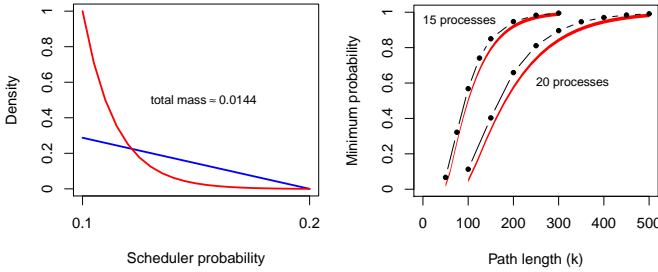 Density
1
0.8
0.6
0.4
0.2
0
total mass ≈ 0.0144
0.1
0.2
Scheduler probability
Minimum probability
1
0.8
0.6
0.4
0.2
0
15 processes
20 processes
0
100
200
300
400
500
Path length (k)